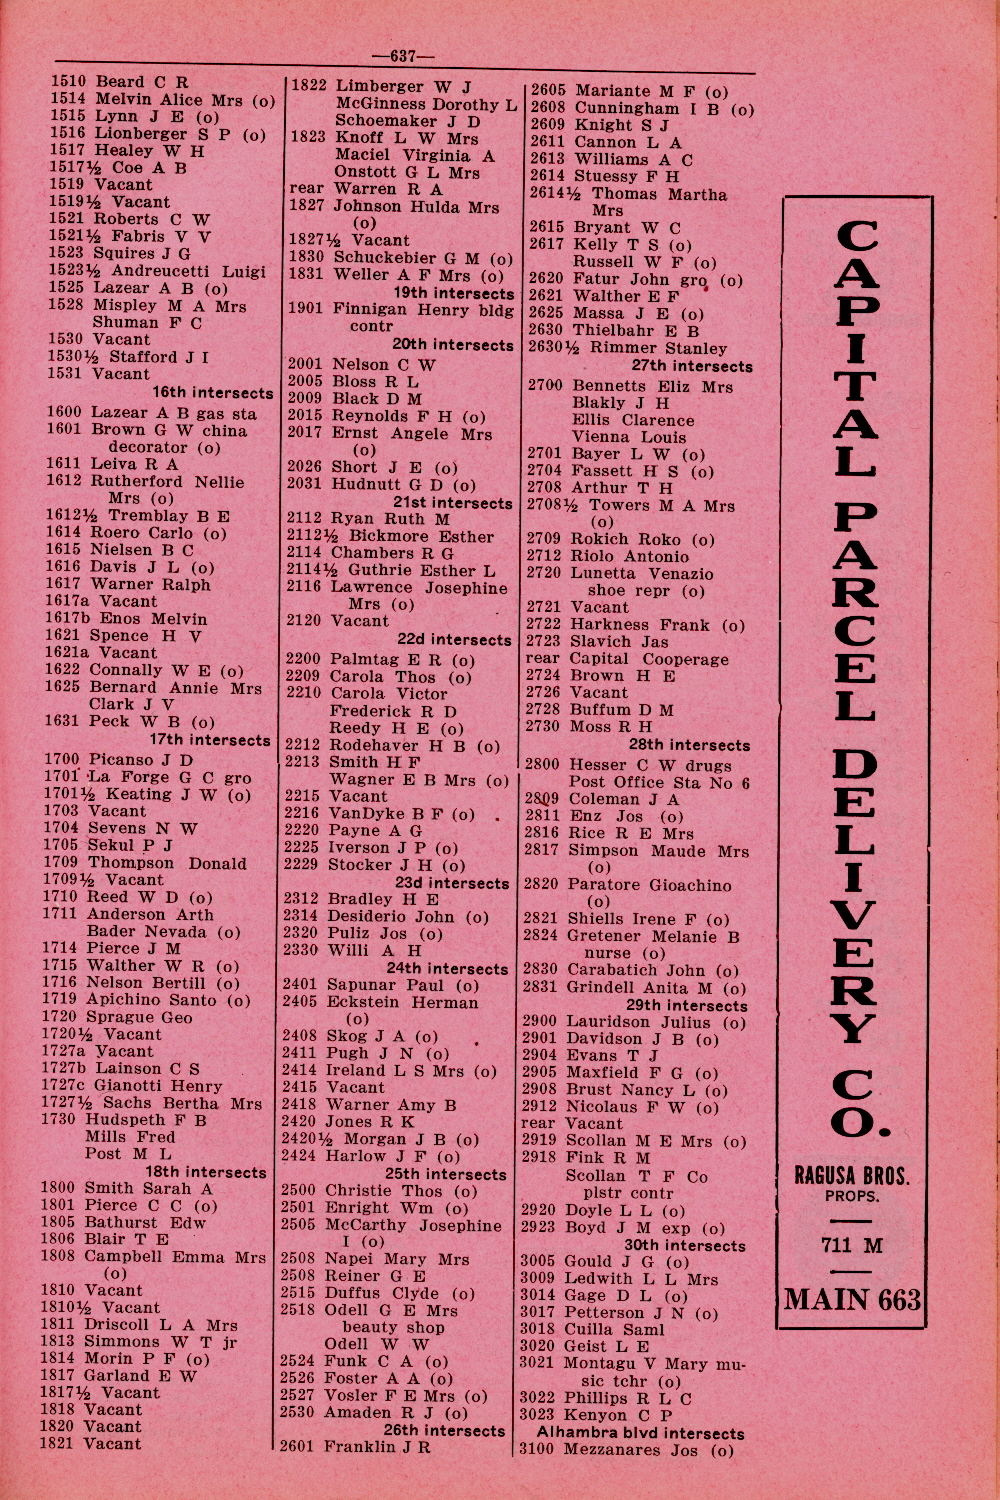 —637—
1510 Beard C R
1514 Melvin Alice Mrs (o)
1515 Lynn J E (o)
1516 Lionberger S P (o)
1517 Healey W H
1517½ Coe A B
1519 Vacant
1519½ Vacant
1521 Roberts C W
1521½ Fabris V V
1523 Squires J G
1523½ Andreucetti Luigi
1525 Lazear A B (o)
1528 Mispley M A Mrs
Shuman F C
1530 Vacant
1530½ Stafford J I
1531 Vacant
16th intersects
1600 Lazear A B gas sta
1601 Brown G W china
decorator (o)
1611 Leiva R A
1612 Rutherford Nellie
Mrs (o)
1612½ Tremblay B E
1614 Roero Carlo (o)
1615 Nielsen B C
1616 Davis J L (o)
1617 Warner Ralph
1617a Vacant
1617b Enos Melvin
1621 Spence H V
1621a Vacant
1622 Connally W E (o)
1625 Bernard Annie Mrs
Clark J V
1631 Peck W B (o)
17th intersects
1700 Picanso J D
1701 La Forge G C gro
1701½ Keating J W (o)
1703 Vacant
1704 Sevens N W
1705 Sekul P J
1709 Thompson Donald
1709½ Vacant
1710 Reed W D (o)
1711 Anderson Arth
Bader Nevada (o)
1714 Pierce J M
1715 Walther W R (o)
1716 Nelson Bertill (o)
1719 Apichino Santo (o)
1720 Sprague Geo
1720½ Vacant
1727a Vacant
1727b Lainson C S
1727c Gianotti Henry
1727½ Sachs Bertha Mrs
1730 Hudspeth F B
Mills Fred
Post M L
18th intersects
1800 Smith Sarah A
1801 Pierce C C (o)
1805 Bathurst Edw
1806 Blair T E
1808 Campbell Emma Mrs
(o)
1810 Vacant
1810½ Vacant
1811 Driscoll L A Mrs
1813 Simmons W T jr
1814 Morin P F (o)
1817 Garland E W
1817½ Vacant
1818 Vacant
1820 Vacant
1821 Vacant
1822 Limberger W J
McGinness Dorothy L
Schoemaker J D
1823 Knoff L W Mrs
Maciel Virginia A
Onstott G L Mrs
rear Warren R A
1827 Johnson Hulda Mrs
(o)
1827½ Vacant
1830 Schuckebier G M (o)
1831 Weller A F Mrs (o)
19th intersects
1901 Finnigan Henry bldg
contr
20th intersects
2001 Nelson C W
2005 Bloss R L
2009 Black D M
2015 Reynolds F H (o)
2017 Ernst Angele Mrs
(o)
2026 Short J E (o)
2031 Hudnutt G D (o)
21st intersects
2112 Ryan Ruth M
2112½ Bickmore Esther
2114 Chambers R G
2114½ Guthrie Esther L
2116 Lawrence Josephine
Mrs (o)
2120 Vacant
22d intersects
2200 Palmtag E R (o)
2209 Carola Thos (o)
2210 Carola Victor
Frederick R D
Reedy H E (o)
2212 Rodehaver H B (o)
2213 Smith H F
Wagner E B Mrs (o)
2215 Vacant
2216 VanDyke B F (o)
2220 Payne A G
2225 Iverson J P (o)
2229 Stocker J H (o)
23d intersects
2312 Bradley H E
2314 Desiderio John (o)
2320 Puliz Jos (o)
2330 Willi A H
24th intersects
2401 Sapunar Paul (o)
2405 Eckstein Herman
(o)
2408 Skog J A (o)
2411 Pugh J N (o)
2414 Ireland L S Mrs (o)
2415 Vacant
2418 Warner Amy B
2420 Jones R K
2420½ Morgan J B (o)
2424 Harlow J F (o)
25th intersects
2500 Christie Thos (o)
2501 Enright Wm (o)
2505 McCarthy Josephine
I (o)
2508 Napei Mary Mrs
2508 Reiner G E
2515 Duffus Clyde (o)
2518 Odell G E Mrs
beauty shop
Odell W W
2524 Funk C A (o)
2526 Foster A A (o)
2527 Vosler F E Mrs (o)
2530 Amaden R J (o)
26th intersects
2601 Franklin J R
2605 Mariante M F (o)
2608 Cunningham I B (o)
2609 Knight S J
2611 Cannon L A
2613 Williams A C
2614 Stuessy F H
2614½ Thomas Martha
Mrs
2615 Bryant W C
2617 Kelly T S (o)
Russell W F (o)
2620 Fatur John gro (o)
2621 Walther E F
2625 Massa J E (o)
2630 Thielbahr E B
2630½ Rimmer Stanley
27th intersects
2700 Bennetts Eliz Mrs
Blakly J H
Ellis Clarence
Vienna Louis
2701 Bayer L W (o)
2704 Fassett H S (o)
2708 Arthur T H
2708½ Towers M A Mrs
(o)
2709 Rokich Roko (o)
2712 Riolo Antonio
2720 Lunetta Venazio
shoe repr (o)
2721 Vacant
2722 Harkness Frank (o)
2723 Slavich Jas
rear Capital Cooperage
2724 Brown H E
2726 Vacant
2728 Buffum D M
2730 Moss R H
28th intersects
2800 Hesser C W drugs
Post Office Sta No 6
2809 Coleman J A
2811 Enz Jos (o)
2816 Rice R E Mrs
2817 Simpson Maude Mrs
(o)
2820 Paratore Gioachino
(o)
2821 Shiells Irene F (o)
2824 Gretener Melanie B
nurse (o)
2830 Carabatich John (o)
2831 Grindell Anita M (o)
29th intersects
2900 Lauridson Julius (o)
2901 Davidson J B (o)
2904 Evans T J
2905 Maxfield F G (o)
2908 Brust Nancy L (o)
2912 Nicolaus F W (o)
rear Vacant
2919 Scollan M E Mrs (o)
2918 Fink R M
Scollan T F Co
plstr contr
2920 Doyle L L (o)
2923 Boyd J M exp (o)
30th intersects
3005 Gould J G (o)
3009 Ledwith L L Mrs
3014 Gage D L (o)
3017 Petterson J N (o)
3018 Cuilla Saml
3020 Geist L E
3021 Montagu V Mary mu-
sic tchr (o)
3022 Phillips R L C
3023 Kenyon C P
Alhambra blvd intersects
3100 Mezzanares Jos (o)
CAPITAL PARCEL DELIVERY CO.
RAGUSA BROS.
PROPS.
711 M
MAIN 663